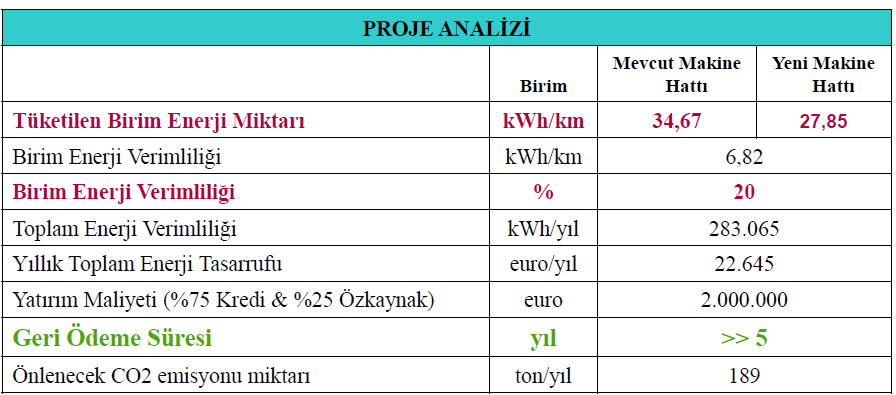 PROJE ANALİZİ
Birim Mevcut Makine Hattı Yeni Makine Hattı
Tüketilen Birim Enerji Miktarı kWh/km 34,67 27,85
Birim Enerji Verimliliği kWh/km 6,82
Birim Enerji Verimliliği % 20
Toplam Enerji Verimliliği kWh/yıl 283.065
Yıllık Toplam Enerji Tasarrufu euro/yıl 22.645
Yatırım Maliyeti (%75 Kredi & %25 Özkaynak) euro 2.000.000
Geri Ödeme Süresi yıl >> 5
Önlenecek CO2 emisyonu miktarı ton/yıl 189